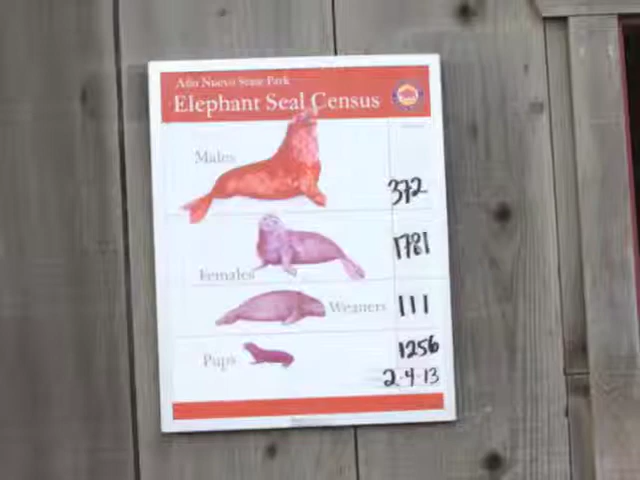 Año Nuevo State Park
Elephant Seal Census
Males
372
Females
1781
Weaners
111
Pups
1256
2·4·13